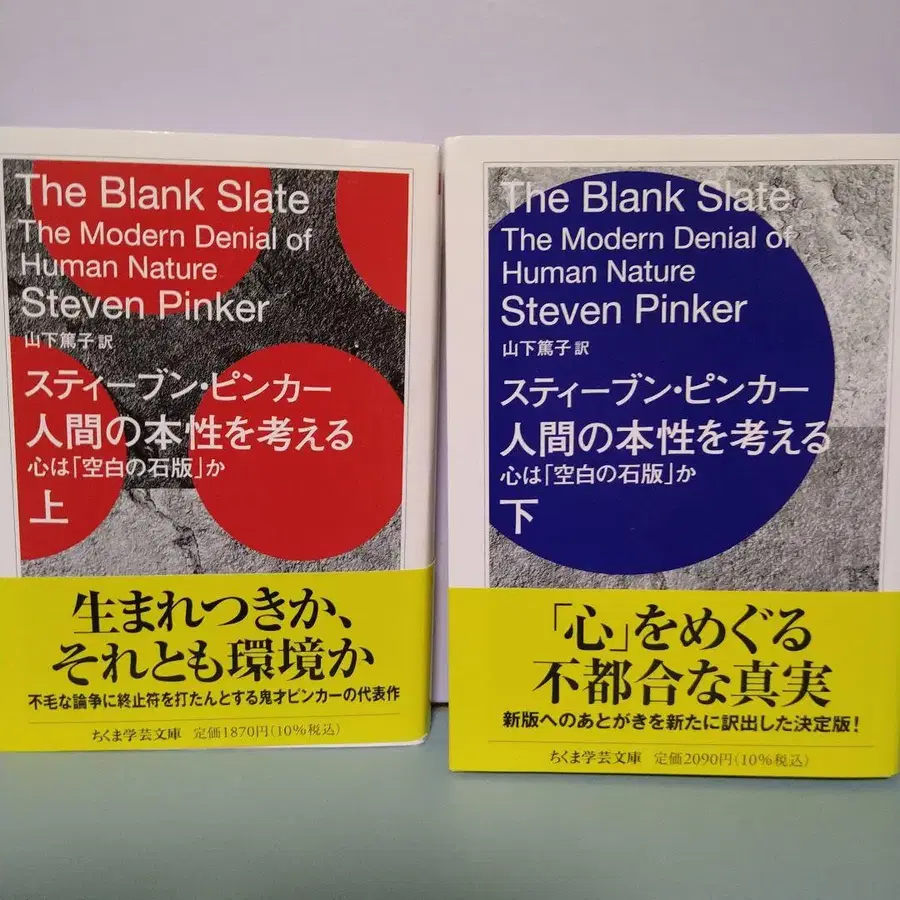 The Blank Slate
The Modern Denial of
Human Nature
Steven Pinker
山下篤子 訳
スティーブン・ピンカー
人間の本性を考える
心は「空白の石版」か
上
生まれつきか、
それとも環境か
不毛な論争に終止符を打たんとする鬼才ピンカーの代表作
ちくま学芸文庫 定価1870円(10%税込)
The Blank Slate
The Modern Denial of
Human Nature
Steven Pinker
山下篤子 訳
スティーブン・ピンカー
人間の本性を考える
心は「空白の石版」か
下
「心」をめぐる
不都合な真実
新版へのあとがきを新たに訳出した決定版!
ちくま学芸文庫 定価2090円(10%税込)